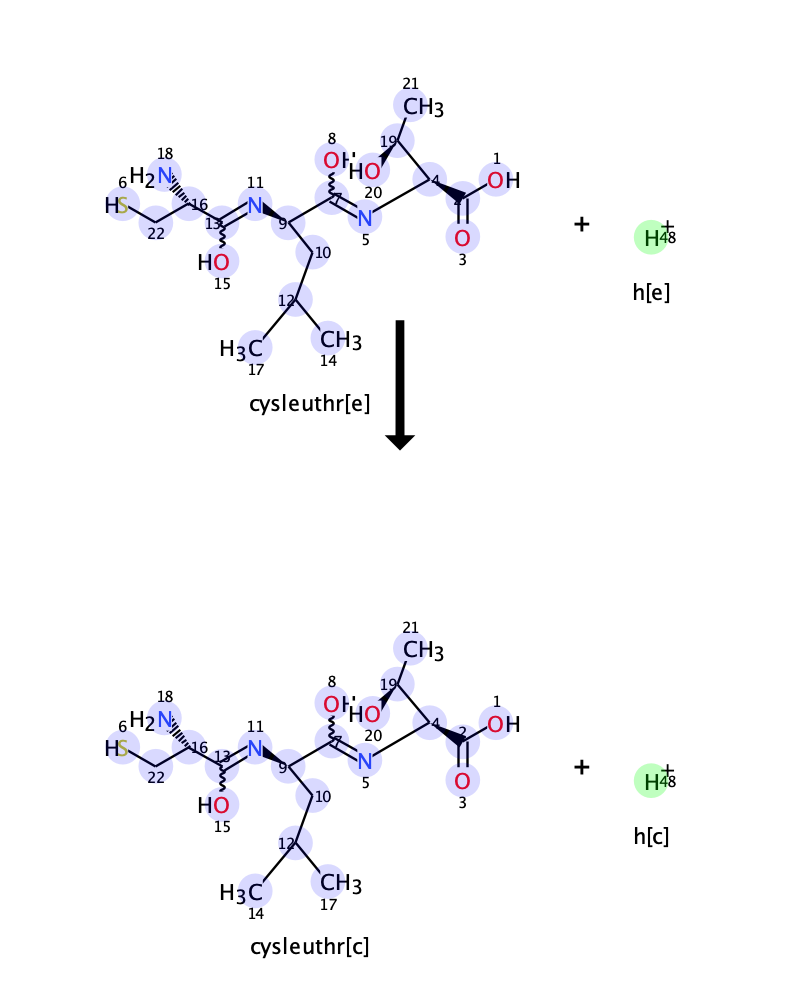 21
CH3
8
OH
19
HO
20
1
OH
18
H2N
4
2
6
HS
11
N
7
16
22
13
9
N
5
O
3
+
H+
48
HO
15
10
h[e]
12
H3C
17
CH3
14
cysleuthr[e]
21
CH3
8
OH
19
HO
20
1
OH
18
H2N
4
2
6
HS
11
N
7
16
22
13
9
N
5
O
3
+
H+
48
HO
15
10
h[c]
12
H3C
14
CH3
17
cysleuthr[c]